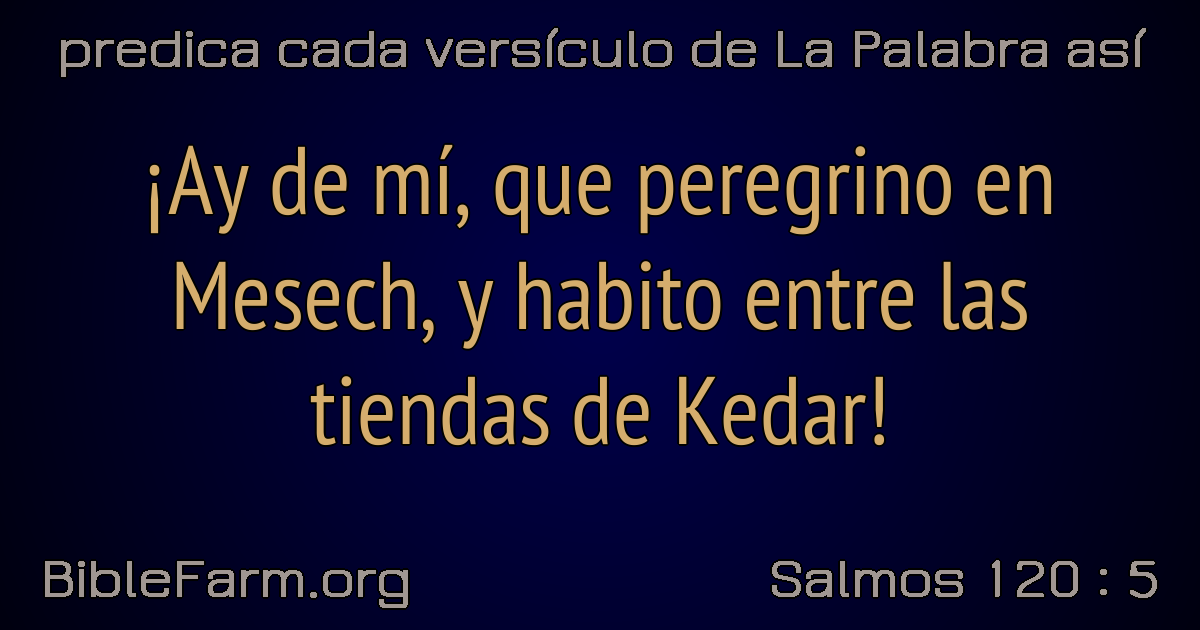 predica cada versículo de La Palabra así
¡Ay de mí, que peregrino en
Mesech, y habito entre las
tiendas de Kedar!
BibleFarm.org
Salmos 120 : 5